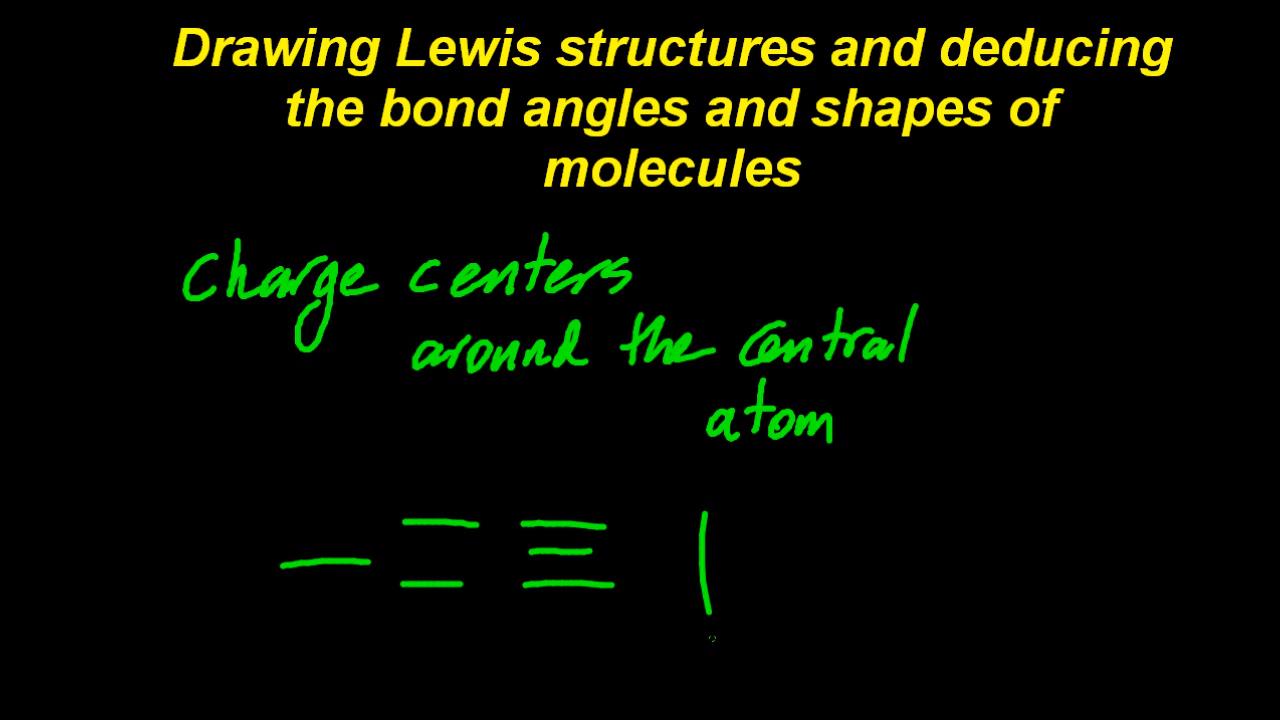 Drawing Lewis structures and deducing
the bond angles and shapes of
molecules
Charge centers
around the central
atom